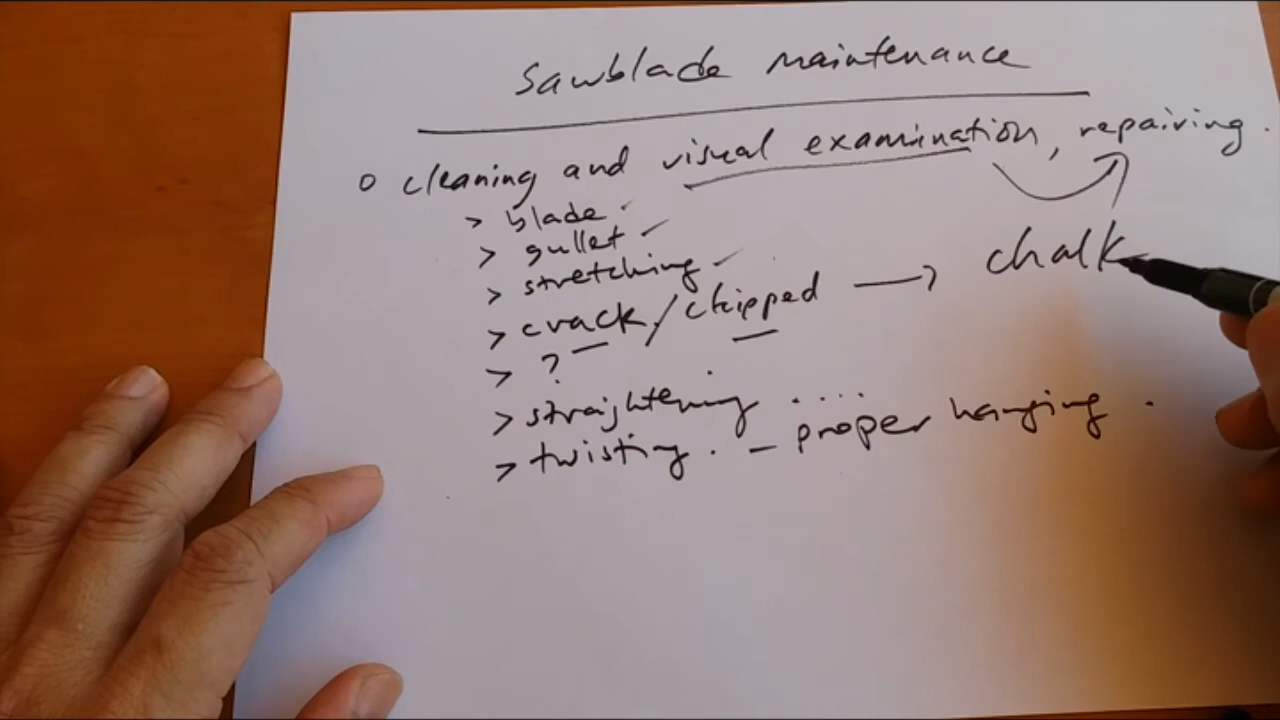 Sawblade maintenance
o cleaning and visual examination, repairing.
> blade ✓
> gullet ✓
> stretching ✓
> crack / chipped → chalk
> ?
> straightening ....
> twisting. - proper hanging.